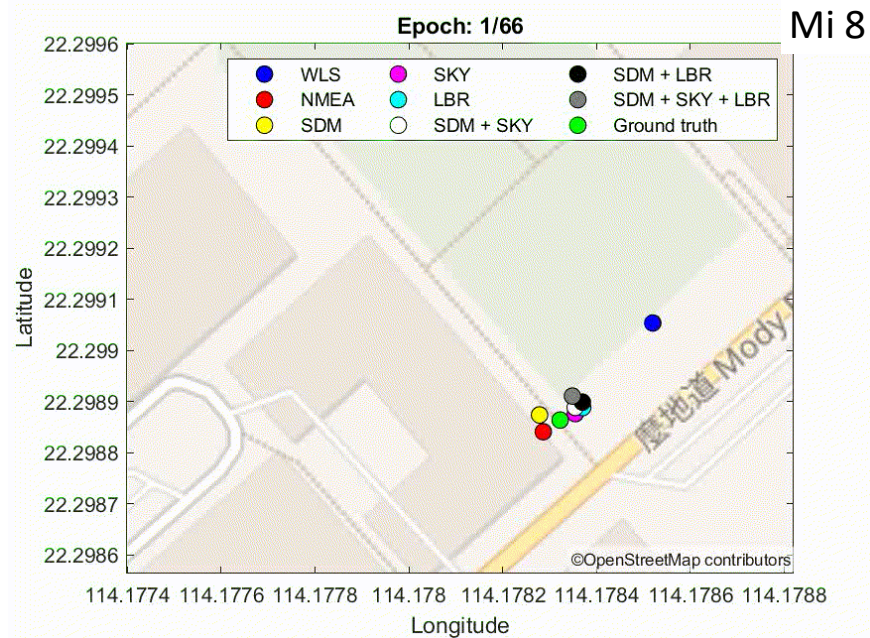 Mi 8
Epoch: 1/66
WLS
SKY
SDM + LBR
NMEA
LBR
SDM + SKY + LBR
SDM
SDM + SKY
Ground truth
22.2996
22.2995
22.2994
22.2993
22.2992
22.2991
22.299
22.2989
22.2988
22.2987
22.2986
Latitude
麼地道 Mody
©OpenStreetMap contributors
114.1774 114.1776 114.1778 114.178 114.1782 114.1784 114.1786 114.1788
Longitude